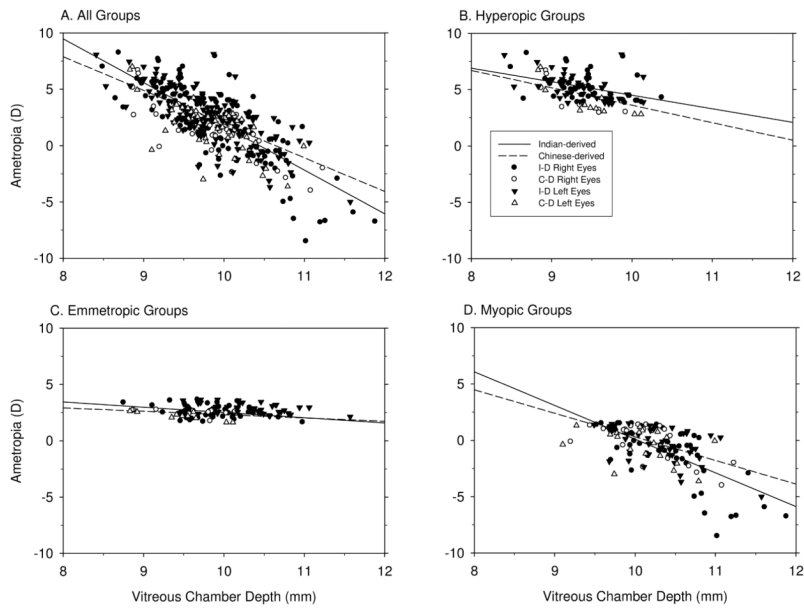 A. All Groups
B. Hyperopic Groups
10
5
0
-5
-10
Ametropia (D)
8
9
10
11
12
10
5
0
-5
-10
8
9
10
11
12
Indian-derived
Chinese-derived
I-D Right Eyes
C-D Right Eyes
I-D Left Eyes
C-D Left Eyes
C. Emmetropic Groups
D. Myopic Groups
10
5
0
-5
-10
Ametropia (D)
8
9
10
11
12
Vitreous Chamber Depth (mm)
10
5
0
-5
-10
8
9
10
11
12
Vitreous Chamber Depth (mm)